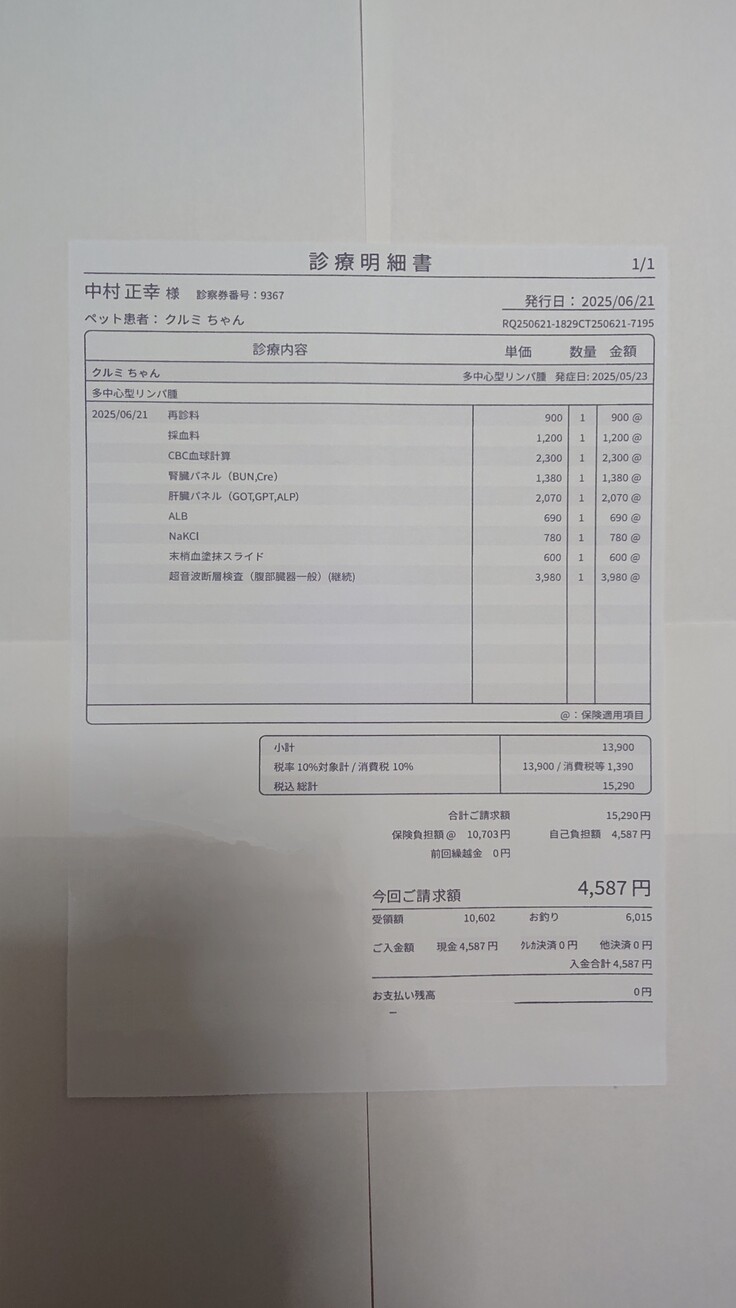 診療明細書 1/1
中村 正幸 様 診察券番号：9367
発行日： 2025/06/21
ペット患者： クルミ ちゃん
RQ250621-1829CT250621-7195
診療内容 単価 数量 金額
クルミ ちゃん 多中心型リンパ腫 発症日: 2025/05/23
多中心型リンパ腫
2025/06/21 再診料 900 1 900 @
採血料 1,200 1 1,200 @
CBC血球計算 2,300 1 2,300 @
腎臓パネル（BUN,Cre） 1,380 1 1,380 @
肝臓パネル（GOT,GPT,ALP) 2,070 1 2,070 @
ALB 690 1 690 @
NaKCl 780 1 780 @
末梢血塗抹スライド 600 1 600 @
超音波断層検査（腹部臓器一般）(継続) 3,980 1 3,980 @
@：保険適用項目
小計 13,900
税率 10%対象計 / 消費税 10% 13,900 / 消費税等 1,390
税込 総計 15,290
合計ご請求額 15,290円
保険負担額 @ 10,703円 自己負担額 4,587円
前回繰越金 0円
今回ご請求額 4,587円
受領額 10,602 お釣り 6,015
ご入金額 現金 4,587円 ｸﾚｶ決済 0円 他決済 0円
入金合計 4,587円
お支払い残高 0円
ー